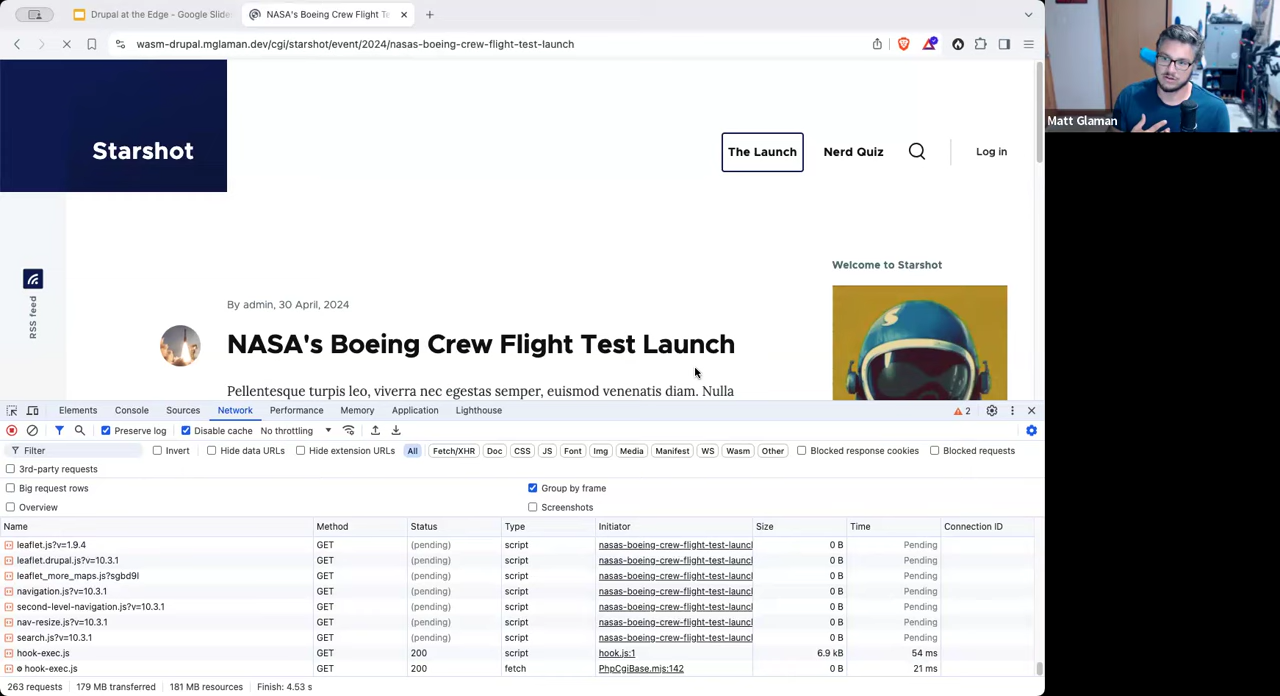 Drupal at the Edge - Google Slide
NASA's Boeing Crew Flight Te
wasm-drupal.mglaman.dev/cgi/starshot/event/2024/nasas-boeing-crew-flight-test-launch
Matt Glaman
Starshot
The Launch
Nerd Quiz
Log in
RSS feed
Welcome to Starshot
By admin, 30 April, 2024
NASA's Boeing Crew Flight Test Launch
Pellentesque turpis leo, viverra nec egestas semper, euismod venenatis diam. Nulla
Elements Console Sources Network Performance Memory Application Lighthouse 2
Preserve log Disable cache No throttling
Filter Invert Hide data URLs Hide extension URLs All Fetch/XHR Doc CSS JS Font Img Media Manifest WS Wasm Other Blocked response cookies Blocked requests
3rd-party requests
Big request rows Group by frame
Overview Screenshots
Name Method Status Type Initiator Size Time Connection ID
leaflet.js?v=1.9.4 GET (pending) script nasas-boeing-crew-flight-test-launch 0 B Pending
leaflet.drupal.js?v=10.3.1 GET (pending) script nasas-boeing-crew-flight-test-launch 0 B Pending
leaflet_more_maps.js?sgbd9l GET (pending) script nasas-boeing-crew-flight-test-launch 0 B Pending
navigation.js?v=10.3.1 GET (pending) script nasas-boeing-crew-flight-test-launch 0 B Pending
second-level-navigation.js?v=10.3.1 GET (pending) script nasas-boeing-crew-flight-test-launch 0 B Pending
nav-resize.js?v=10.3.1 GET (pending) script nasas-boeing-crew-flight-test-launch 0 B Pending
search.js?v=10.3.1 GET (pending) script nasas-boeing-crew-flight-test-launch 0 B Pending
hook-exec.js GET 200 script hook.js:1 6.9 kB 54 ms
hook-exec.js GET 200 fetch PhpCgiBase.mjs:142 0 B 21 ms
263 requests 179 MB transferred 181 MB resources Finish: 4.53 s